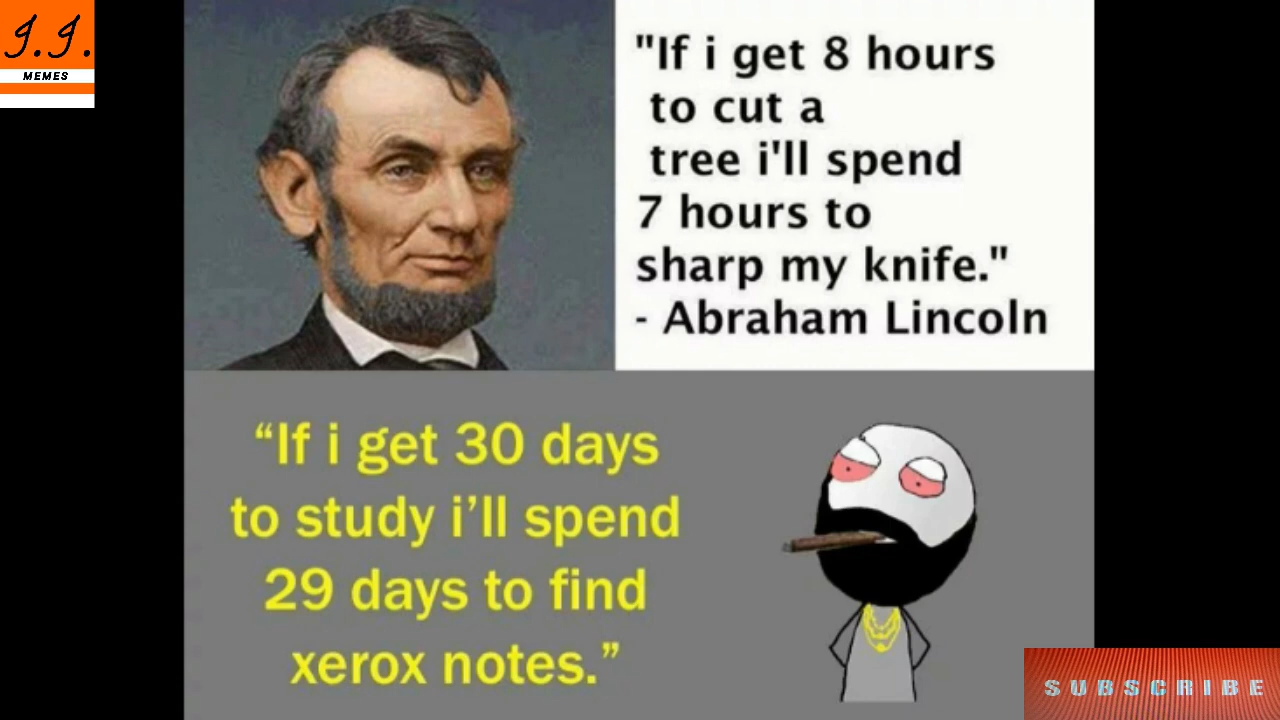 J.J.
MEMES
"If i get 8 hours
to cut a
tree i'll spend
7 hours to
sharp my knife."
- Abraham Lincoln
“If i get 30 days
to study i’ll spend
29 days to find
xerox notes.”
SUBSCRIBE